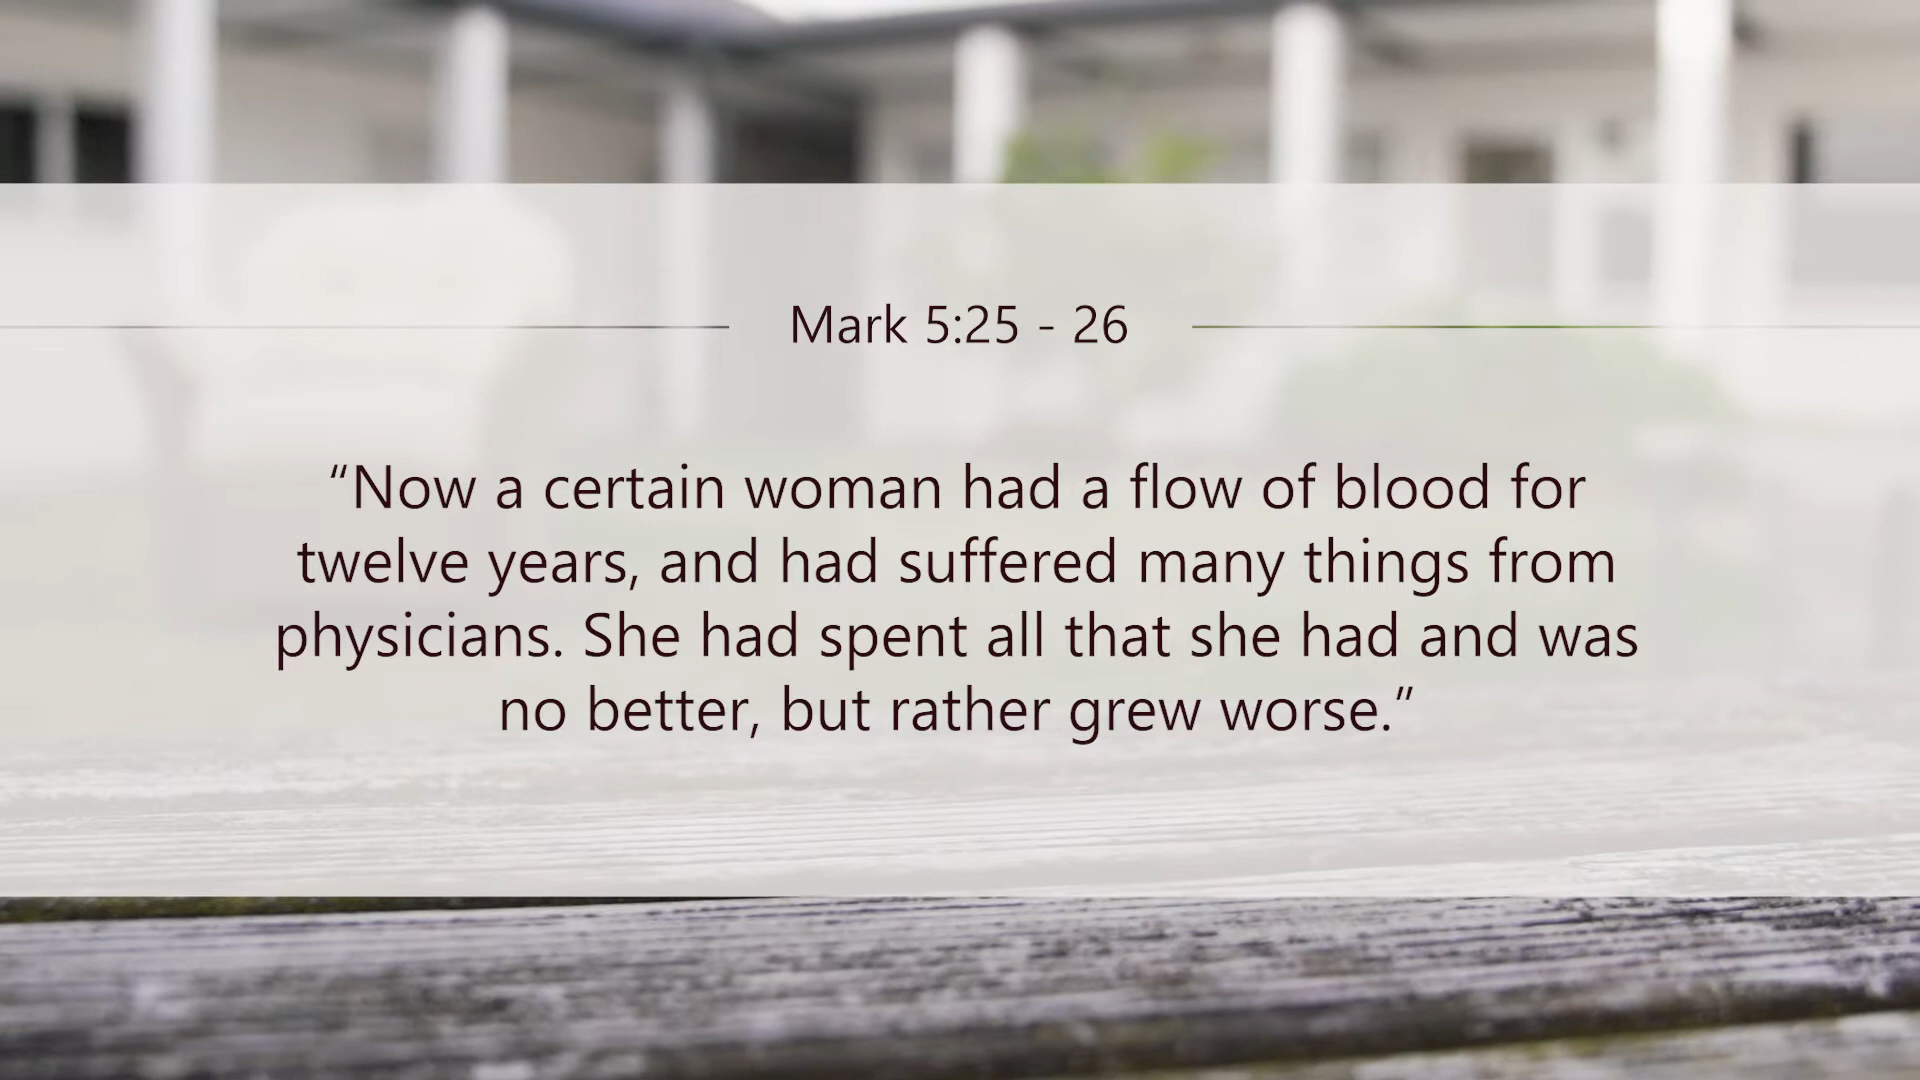 Mark 5:25 - 26
“Now a certain woman had a flow of blood for
twelve years, and had suffered many things from
physicians. She had spent all that she had and was
no better, but rather grew worse.”